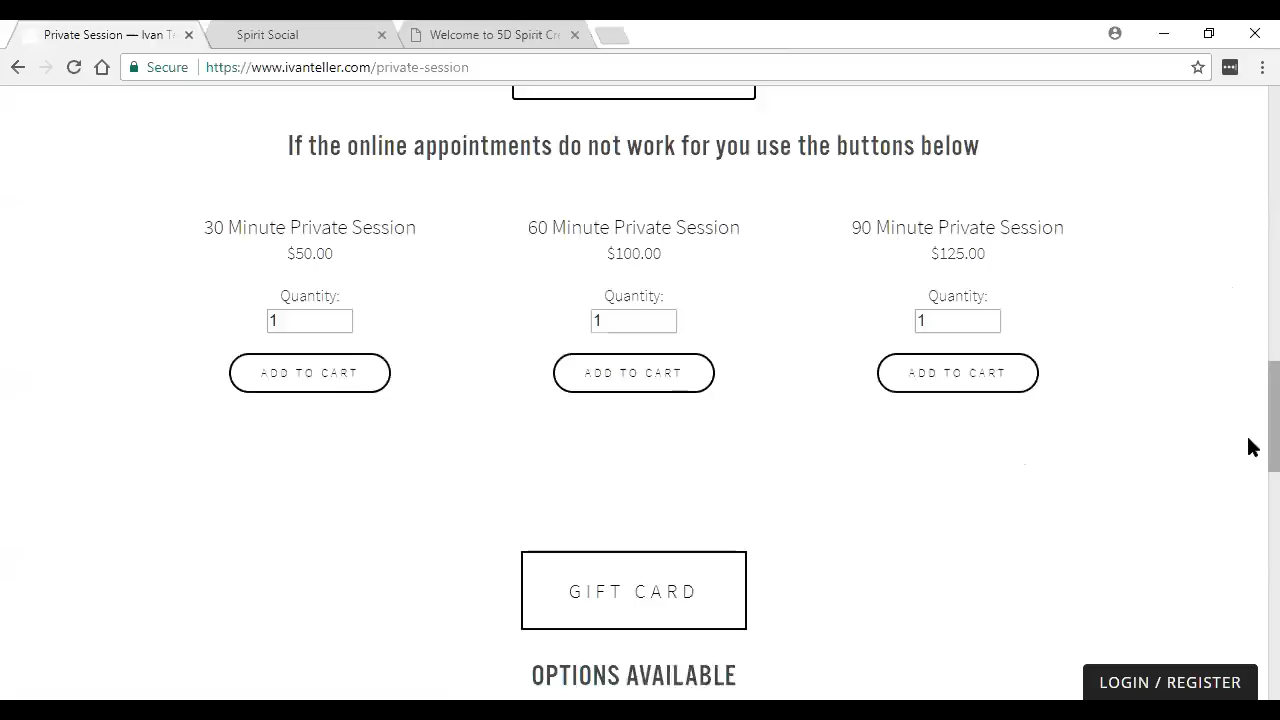 Private Session — Ivan T
Spirit Social
Welcome to 5D Spirit Cr
Secure
https://www.ivanteller.com/private-session
If the online appointments do not work for you use the buttons below
30 Minute Private Session
$50.00
Quantity:
1
ADD TO CART
60 Minute Private Session
$100.00
Quantity:
1
ADD TO CART
90 Minute Private Session
$125.00
Quantity:
1
ADD TO CART
GIFT CARD
OPTIONS AVAILABLE
LOGIN / REGISTER